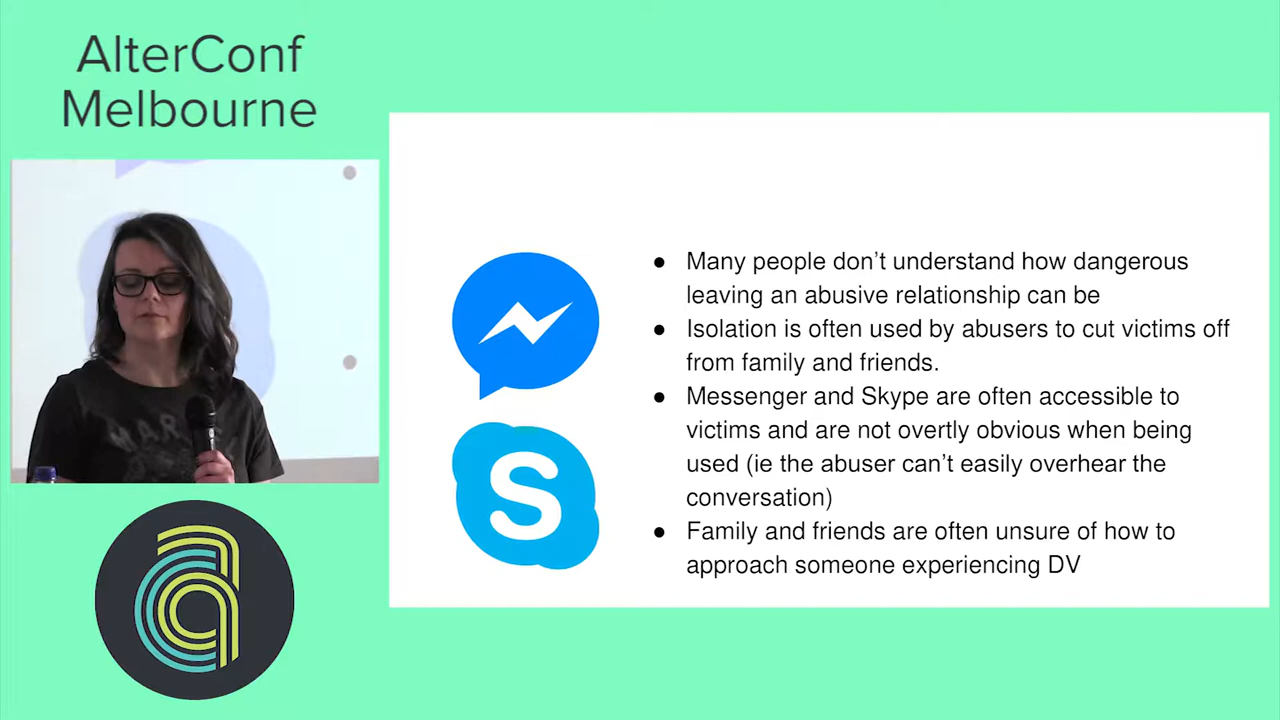 AlterConf
Melbourne
● Many people don’t understand how dangerous
leaving an abusive relationship can be
● Isolation is often used by abusers to cut victims off
from family and friends.
● Messenger and Skype are often accessible to
victims and are not overtly obvious when being
used (ie the abuser can’t easily overhear the
conversation)
● Family and friends are often unsure of how to
approach someone experiencing DV
S